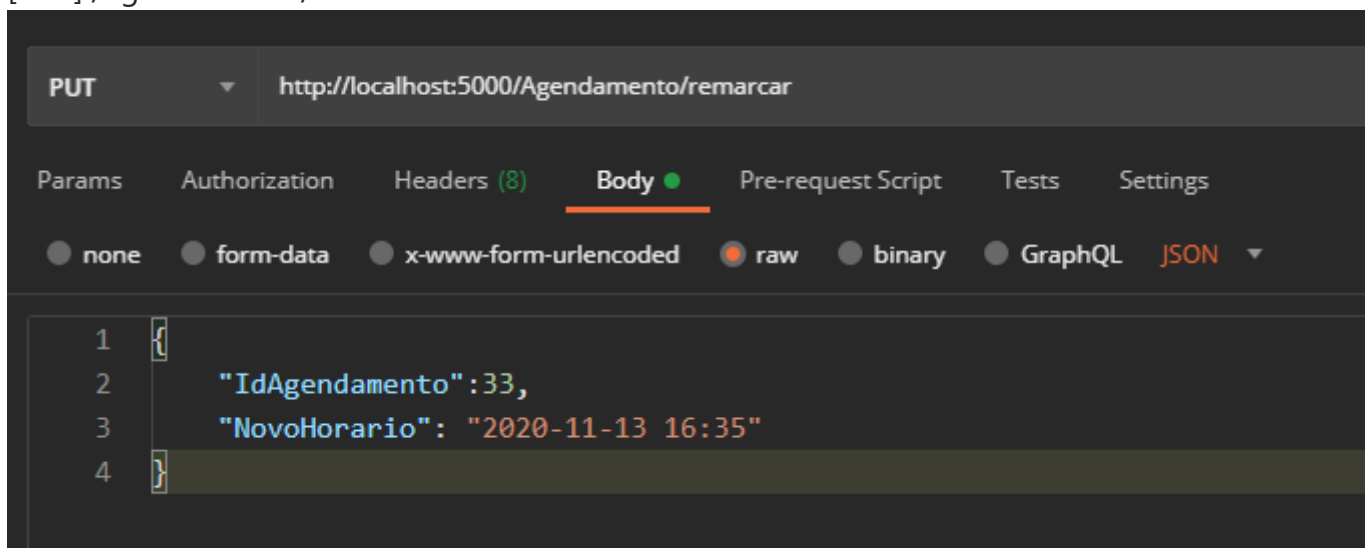 PUT http://localhost:5000/Agendamento/remarcar
Params Authorization Headers (8) Body Pre-request Script Tests Settings
none form-data x-www-form-urlencoded raw binary GraphQL JSON
1 {
2 "IdAgendamento":33,
3 "NovoHorario": "2020-11-13 16:35"
4 }